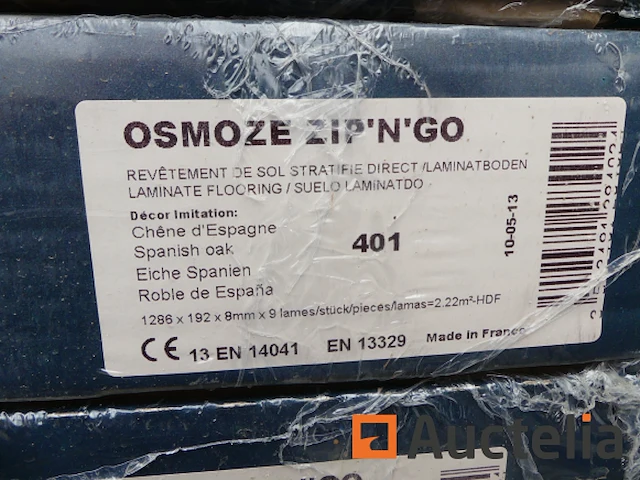 OSMOZE ZIP'N'GO
REVÊTEMENT DE SOL STRATIFIE DIRECT /LAMINATBODEN
LAMINATE FLOORING / SUELO LAMINATDO
Décor Imitation:
Chêne d'Espagne
Spanish oak
Eiche Spanien
Roble de España
401
10-05-13
1286 x 192 x 8mm x 9 lames/stück/pieces/lamas=2.22m²-HDF
CE 13 EN 14041 EN 13329 Made in France
Auctelia